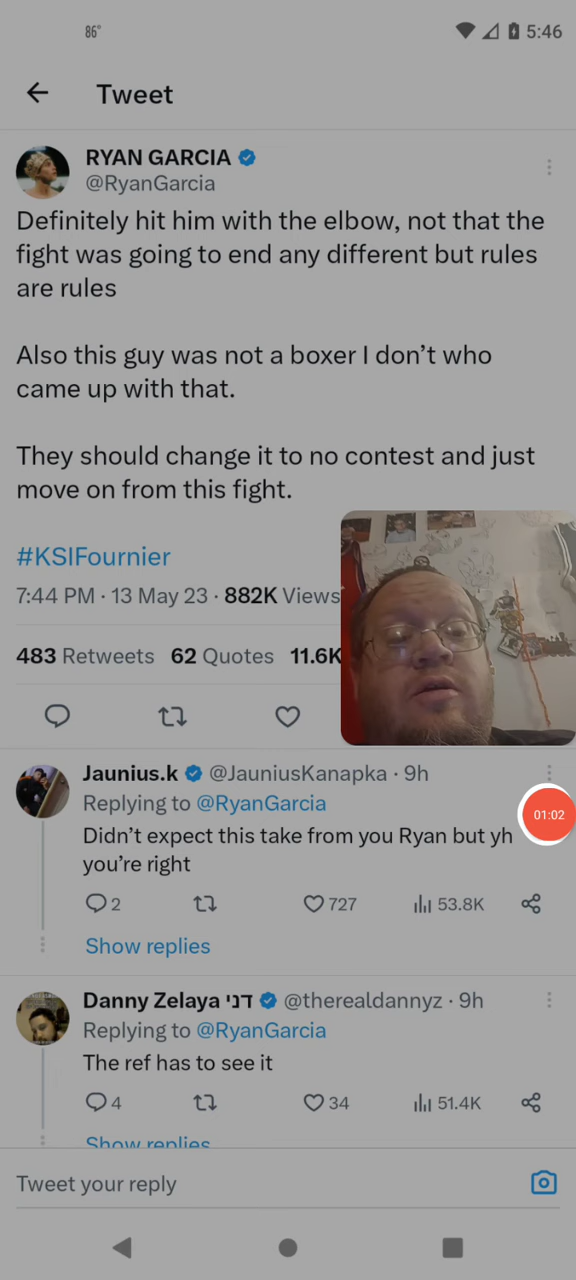 86°
5:46
Tweet
RYAN GARCIA
@RyanGarcia
Definitely hit him with the elbow, not that the
fight was going to end any different but rules
are rules
Also this guy was not a boxer I don’t who
came up with that.
They should change it to no contest and just
move on from this fight.
#KSIFournier
7:44 PM · 13 May 23 · 882K Views
483 Retweets 62 Quotes 11.6K
Jaunius.k @JauniusKanapka · 9h
Replying to @RyanGarcia
01:02
Didn’t expect this take from you Ryan but yh
you’re right
2 727 53.8K
Show replies
Danny Zelaya דני @therealdannyz · 9h
Replying to @RyanGarcia
The ref has to see it
4 34 51.4K
Show replies
Tweet your reply